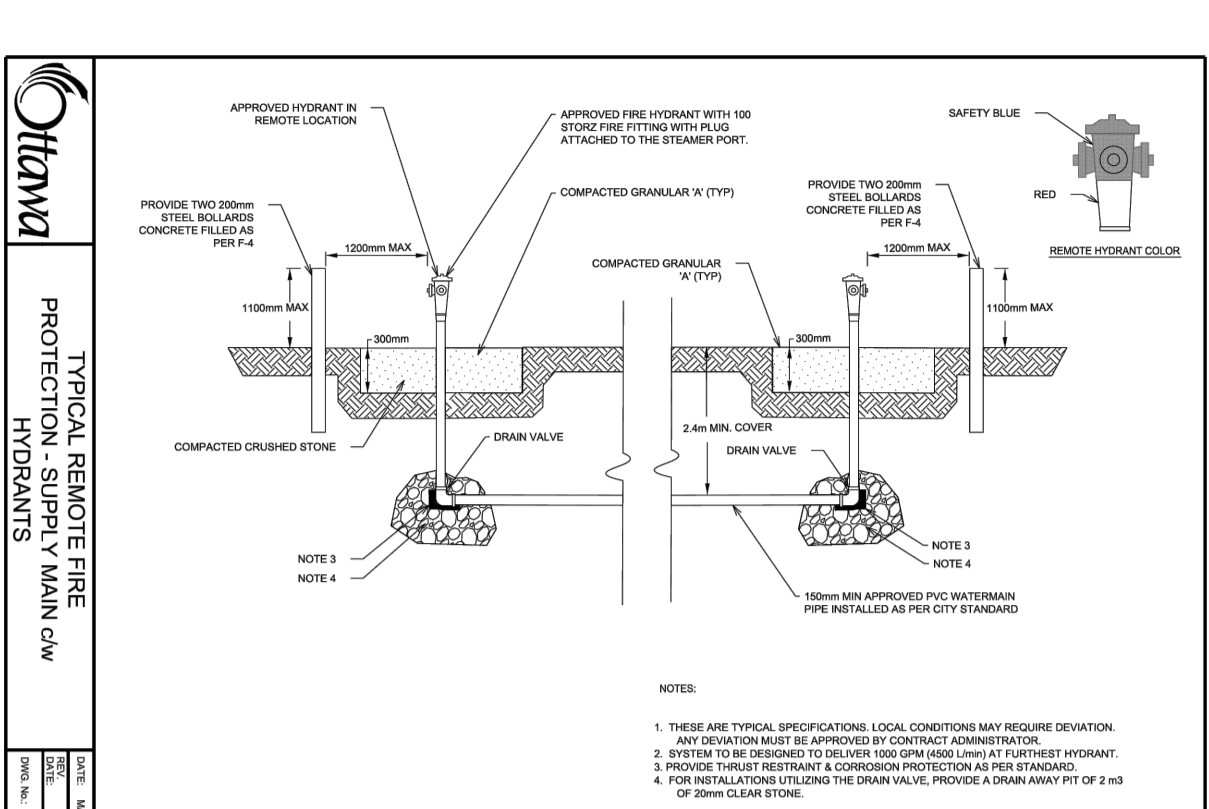 Ottawa
TYPICAL REMOTE FIRE
PROTECTION - SUPPLY MAIN c/w
HYDRANTS
DATE:
REV.
DATE:
DWG. No.:
APPROVED HYDRANT IN
REMOTE LOCATION
APPROVED FIRE HYDRANT WITH 100
STORZ FIRE FITTING WITH PLUG
ATTACHED TO THE STEAMER PORT.
SAFETY BLUE
RED
REMOTE HYDRANT COLOR
PROVIDE TWO 200mm
STEEL BOLLARDS
CONCRETE FILLED AS
PER F-4
COMPACTED GRANULAR 'A' (TYP)
PROVIDE TWO 200mm
STEEL BOLLARDS
CONCRETE FILLED AS
PER F-4
1200mm MAX
COMPACTED GRANULAR
'A' (TYP)
1200mm MAX
1100mm MAX
1100mm MAX
300mm
300mm
2.4m MIN. COVER
COMPACTED CRUSHED STONE
DRAIN VALVE
DRAIN VALVE
NOTE 3
NOTE 4
NOTE 3
NOTE 4
150mm MIN APPROVED PVC WATERMAIN
PIPE INSTALLED AS PER CITY STANDARD
NOTES:
1. THESE ARE TYPICAL SPECIFICATIONS. LOCAL CONDITIONS MAY REQUIRE DEVIATION.
ANY DEVIATION MUST BE APPROVED BY CONTRACT ADMINISTRATOR.
2. SYSTEM TO BE DESIGNED TO DELIVER 1000 GPM (4500 L/min) AT FURTHEST HYDRANT.
3. PROVIDE THRUST RESTRAINT & CORROSION PROTECTION AS PER STANDARD.
4. FOR INSTALLATIONS UTILIZING THE DRAIN VALVE, PROVIDE A DRAIN AWAY PIT OF 2 m3
OF 20mm CLEAR STONE.